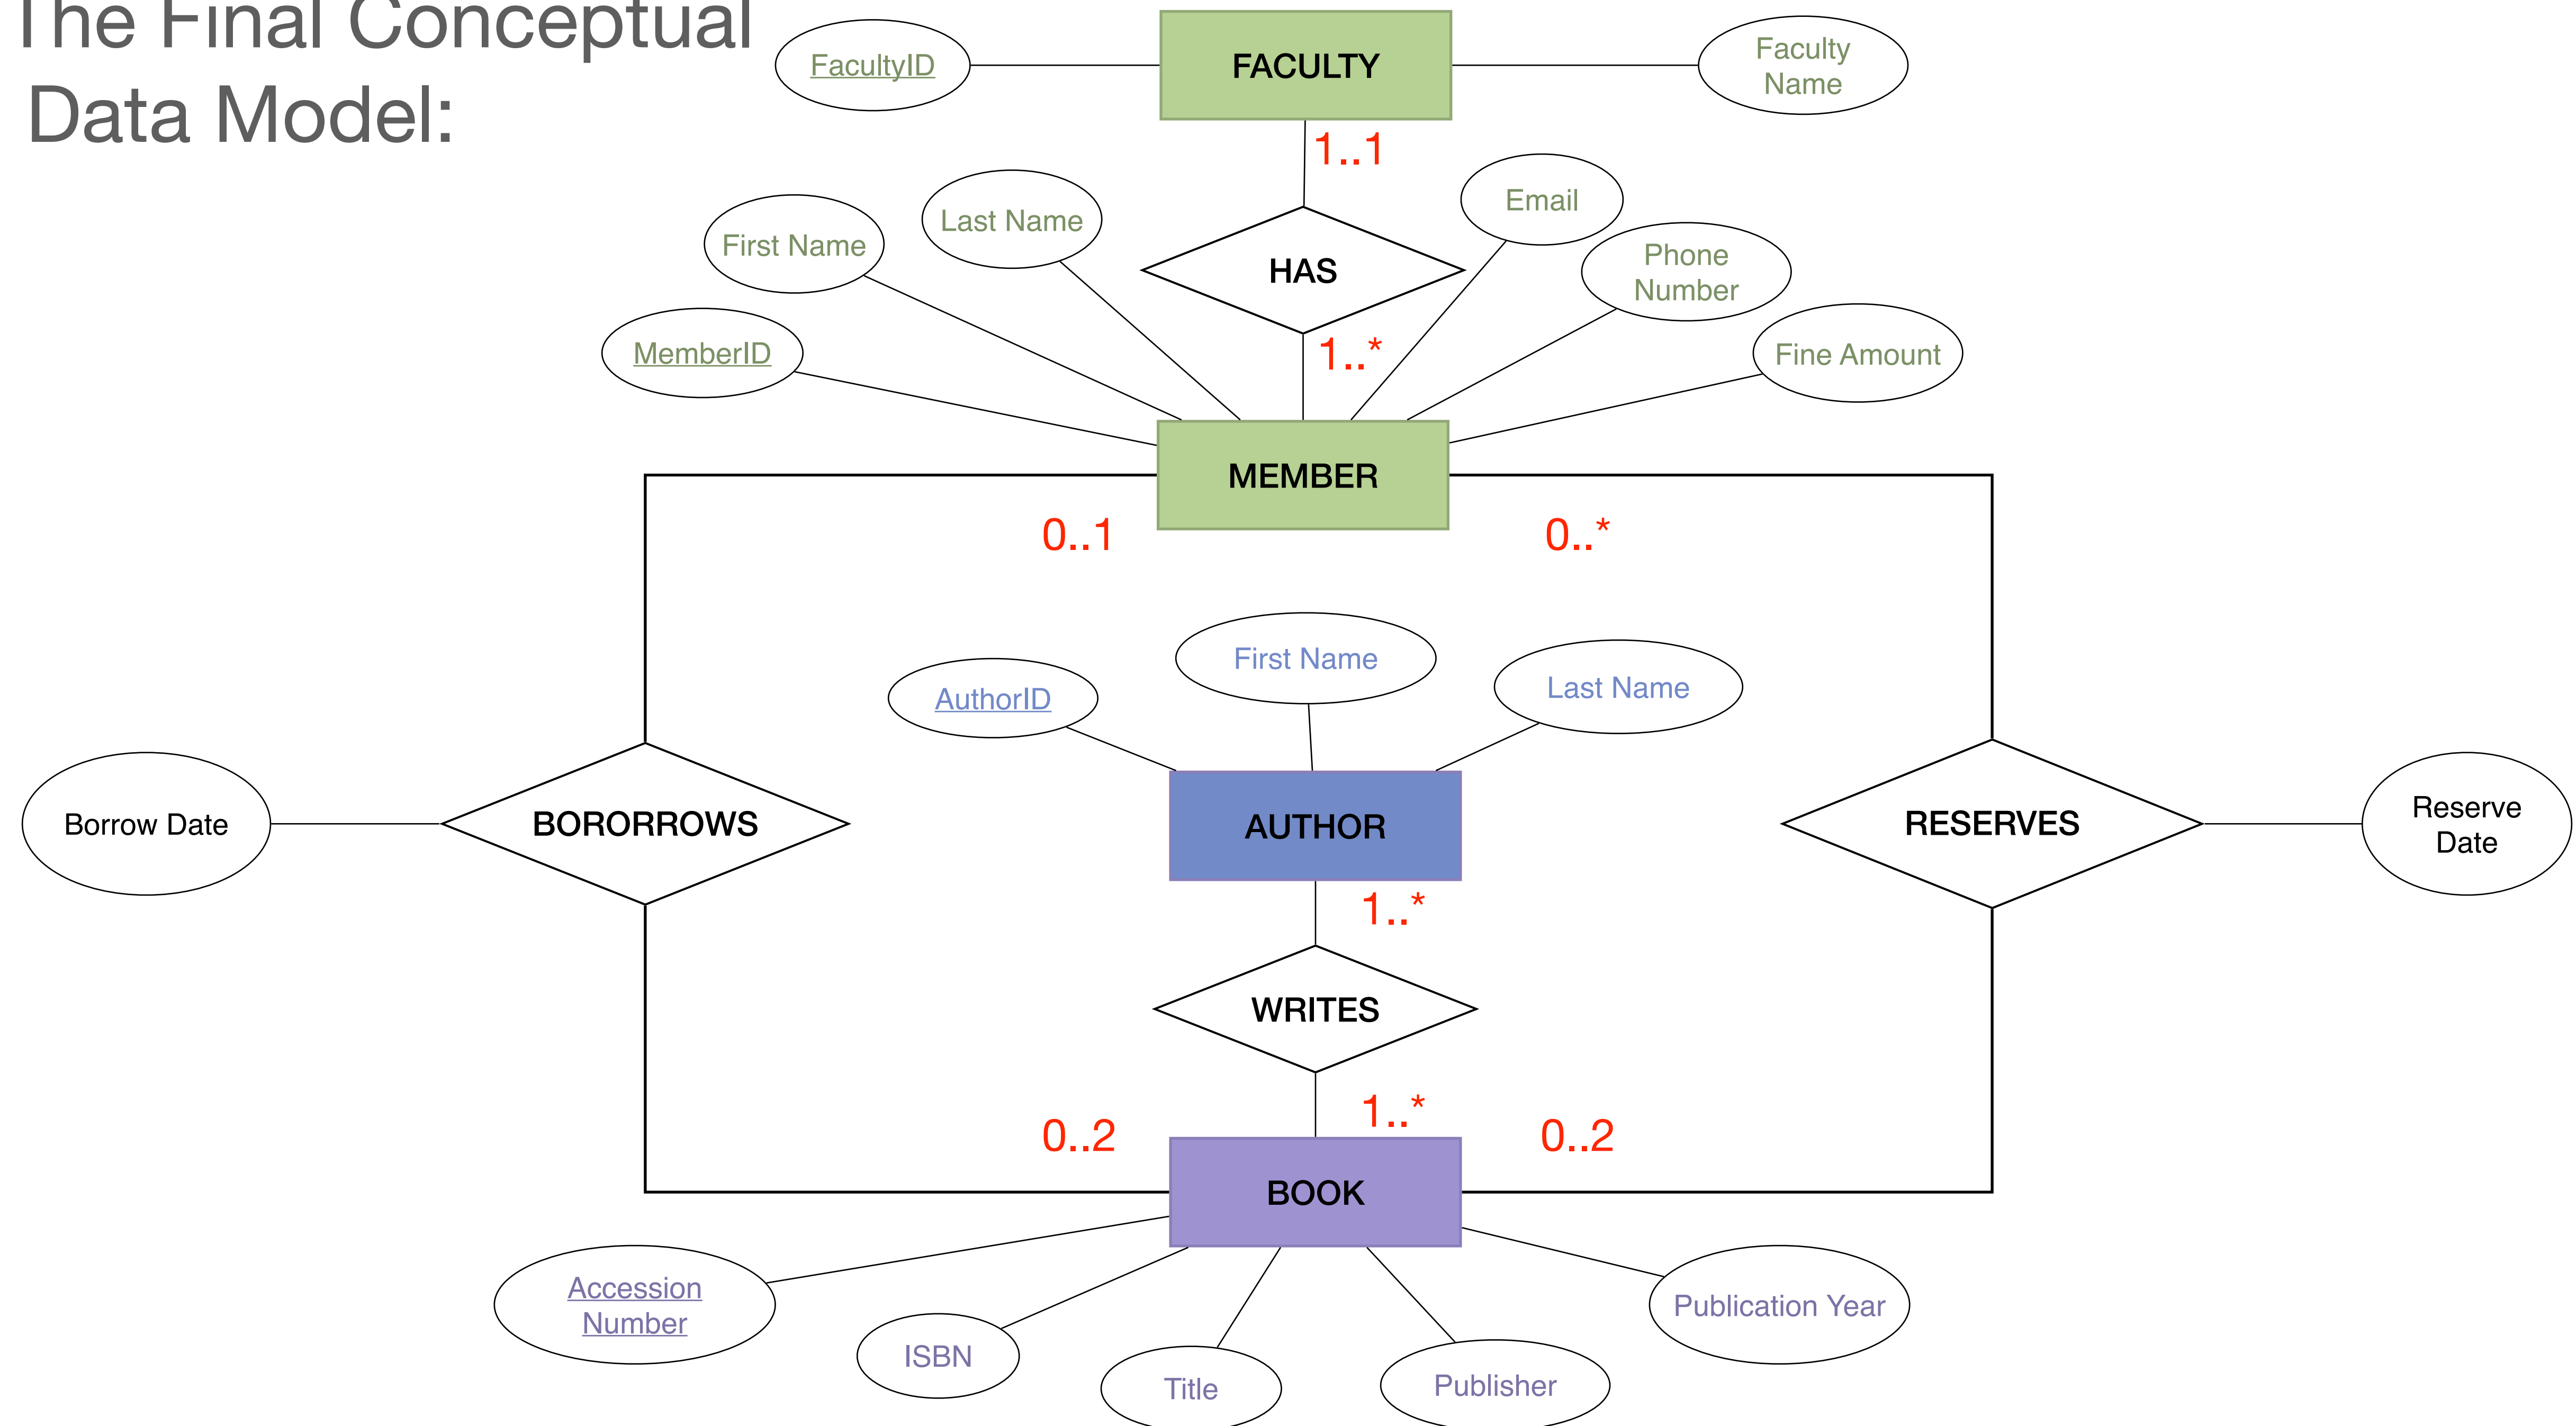 The Final Conceptual
Data Model:
FacultyID
FACULTY
Faculty
Name
1..1
First Name
Last Name
HAS
Email
Phone
Number
MemberID
1..*
Fine Amount
MEMBER
0..1
0..*
AuthorID
First Name
Last Name
Borrow Date
BORORROWS
AUTHOR
RESERVES
Reserve
Date
1..*
WRITES
0..2
1..*
0..2
BOOK
Accession
Number
ISBN
Title
Publisher
Publication Year